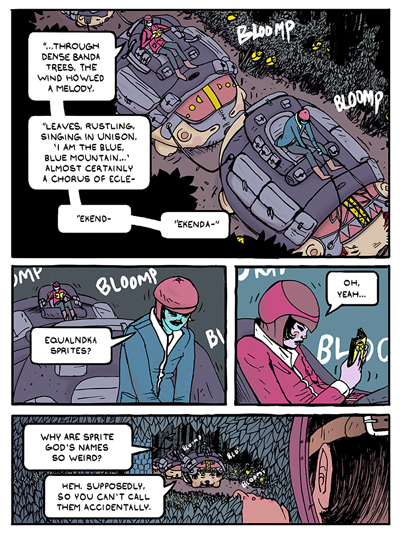 "...THROUGH
DENSE BANDA
TREES, THE
WIND HOWLED
A MELODY.
BLOOMP
BLOOMP
"LEAVES, RUSTLING,
SINGING IN UNISON,
'I AM THE BLUE,
BLUE MOUNTAIN...'
ALMOST CERTAINLY
A CHORUS OF ECLE-
"EKEND-
"EKENDA-"
OMP
BLOOMP
EQUALNDKA
SPRITES?
OH,
YEAH...
BLOO
WHY ARE SPRITE
GOD'S NAMES
SO WEIRD?
HEH. SUPPOSEDLY,
SO YOU CAN'T CALL
THEM ACCIDENTALLY.